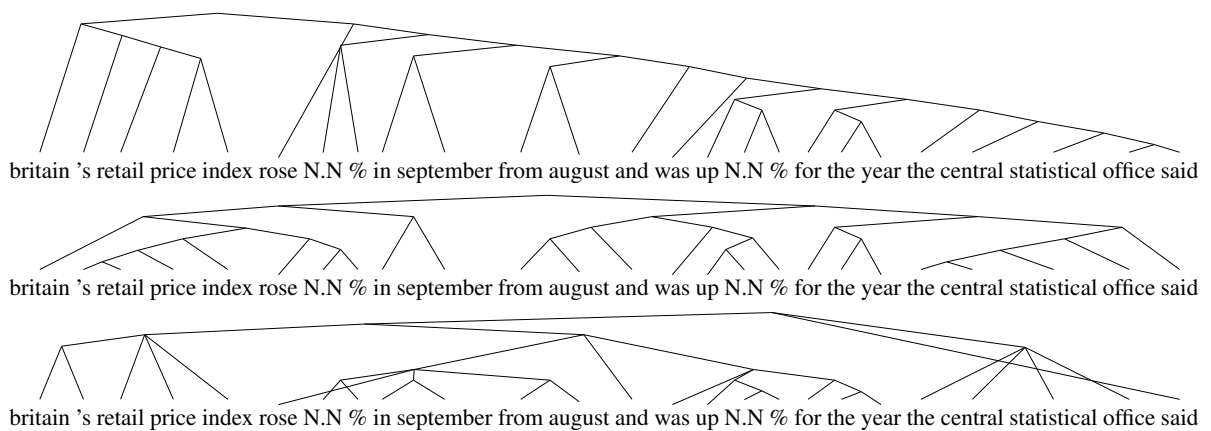 britain 's retail price index rose N.N % in september from august and was up N.N % for the year the central statistical office said
britain 's retail price index rose N.N % in september from august and was up N.N % for the year the central statistical office said
britain 's retail price index rose N.N % in september from august and was up N.N % for the year the central statistical office said